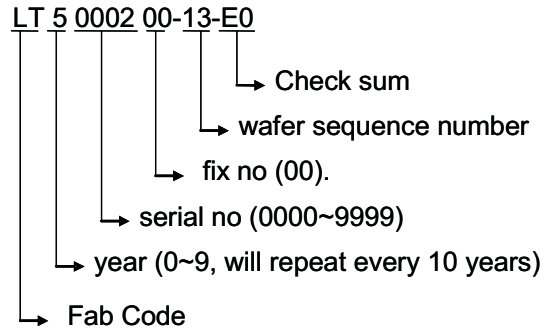 LT 5 0002 00-13-E0
Check sum
wafer sequence number
fix no (00).
serial no (0000~9999)
year (0~9, will repeat every 10 years)
Fab Code